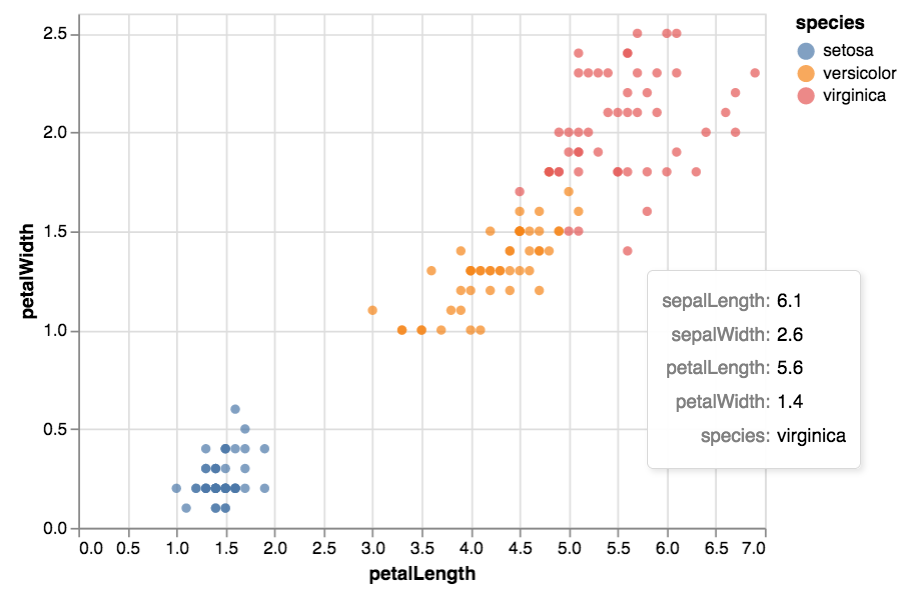 species
setosa
versicolor
virginica
petalWidth
2.5
2.0
1.5
1.0
0.5
0.0
sepalLength: 6.1
sepalWidth: 2.6
petalLength: 5.6
petalWidth: 1.4
species: virginica
0.0 0.5 1.0 1.5 2.0 2.5 3.0 3.5 4.0 4.5 5.0 5.5 6.0 6.5 7.0
petalLength